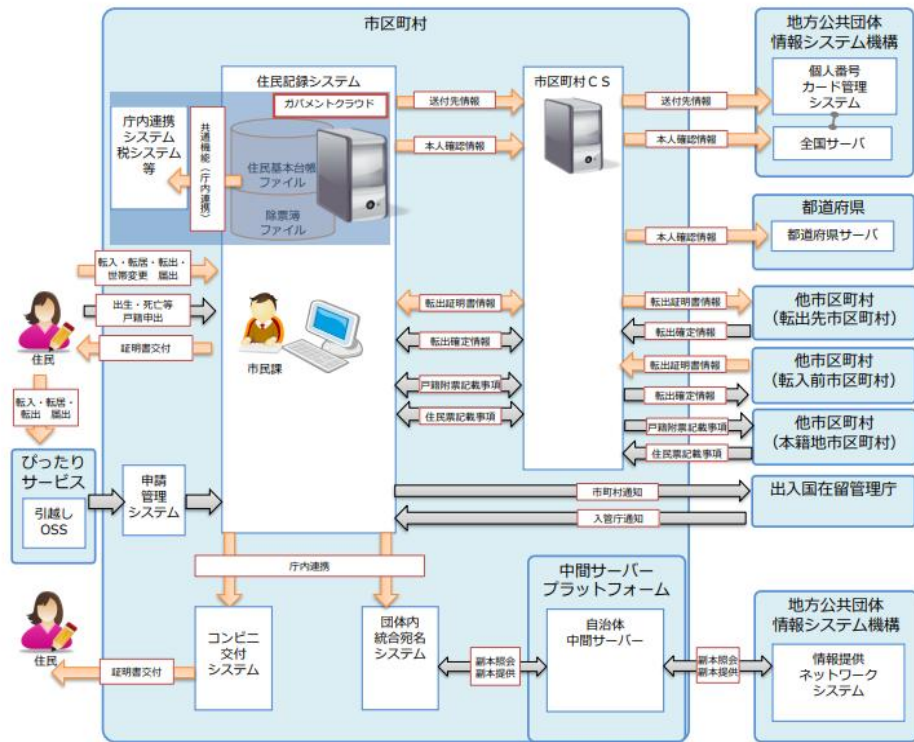 市区町村
住民記録システム
ガバメントクラウド
庁内連携
システム
税システム
等
共通機能（庁内連携）
住民基本台帳
ファイル
除票簿
ファイル
送付先情報
本人確認情報
市区町村ＣＳ
送付先情報
本人確認情報
地方公共団体
情報システム機構
個人番号
カード管理
システム
全国サーバ
本人確認情報
都道府県
都道府県サーバ
転入・転居・転出・
世帯変更　届出
出生・死亡等
戸籍申出
証明書交付
住民
市民課
転出証明書情報
転出確定情報
戸籍附票記載事項
住民票記載事項
転出証明書情報
転出確定情報
他市区町村
（転出先市区町村）
転出証明書情報
転出確定情報
他市区町村
（転入前市区町村）
戸籍附票記載事項
住民票記載事項
他市区町村
（本籍地市区町村）
転入・転居・
転出　届出
ぴったり
サービス
引越し
OSS
申請
管理
システム
市町村通知
入管庁通知
出入国在留管理庁
庁内連携
住民
証明書交付
コンビニ
交付
システム
団体内
統合宛名
システム
副本照会
副本提供
中間サーバー
プラットフォーム
自治体
中間サーバー
副本照会
副本提供
地方公共団体
情報システム機構
情報提供
ネットワーク
システム